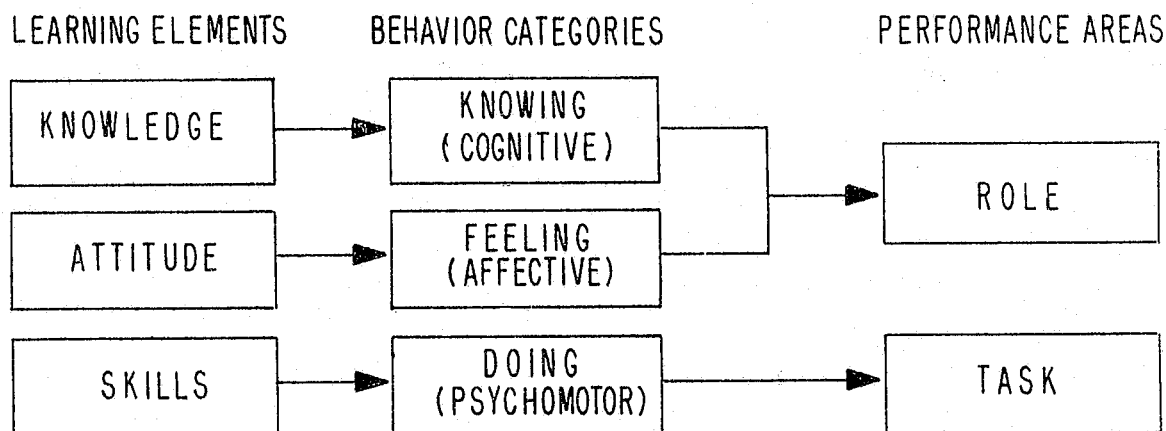 LEARNING ELEMENTS
BEHAVIOR CATEGORIES
PERFORMANCE AREAS
KNOWLEDGE
KNOWING
(COGNITIVE)
ROLE
ATTITUDE
FEELING
(AFFECTIVE)
SKILLS
DOING
(PSYCHOMOTOR)
TASK